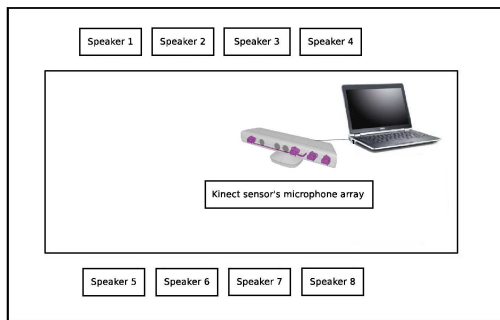 Speaker 1
Speaker 2
Speaker 3
Speaker 4
Kinect sensor's microphone array
Speaker 5
Speaker 6
Speaker 7
Speaker 8